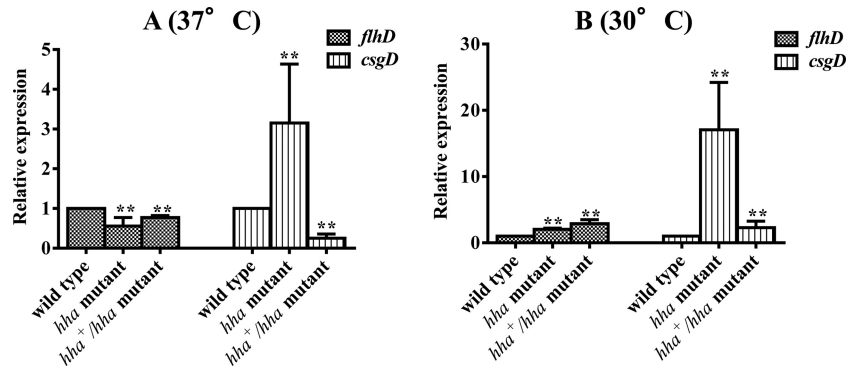 A (37° C)
flhD
csgD
Relative expression
5
4
3
2
1
0
**
**
**
**
wild type
hha mutant
hha+/hha mutant
wild type
hha mutant
hha+/hha mutant
B (30° C)
flhD
csgD
Relative expression
30
20
10
0
**
**
**
**
wild type
hha mutant
hha+/hha mutant
wild type
hha mutant
hha+/hha mutant